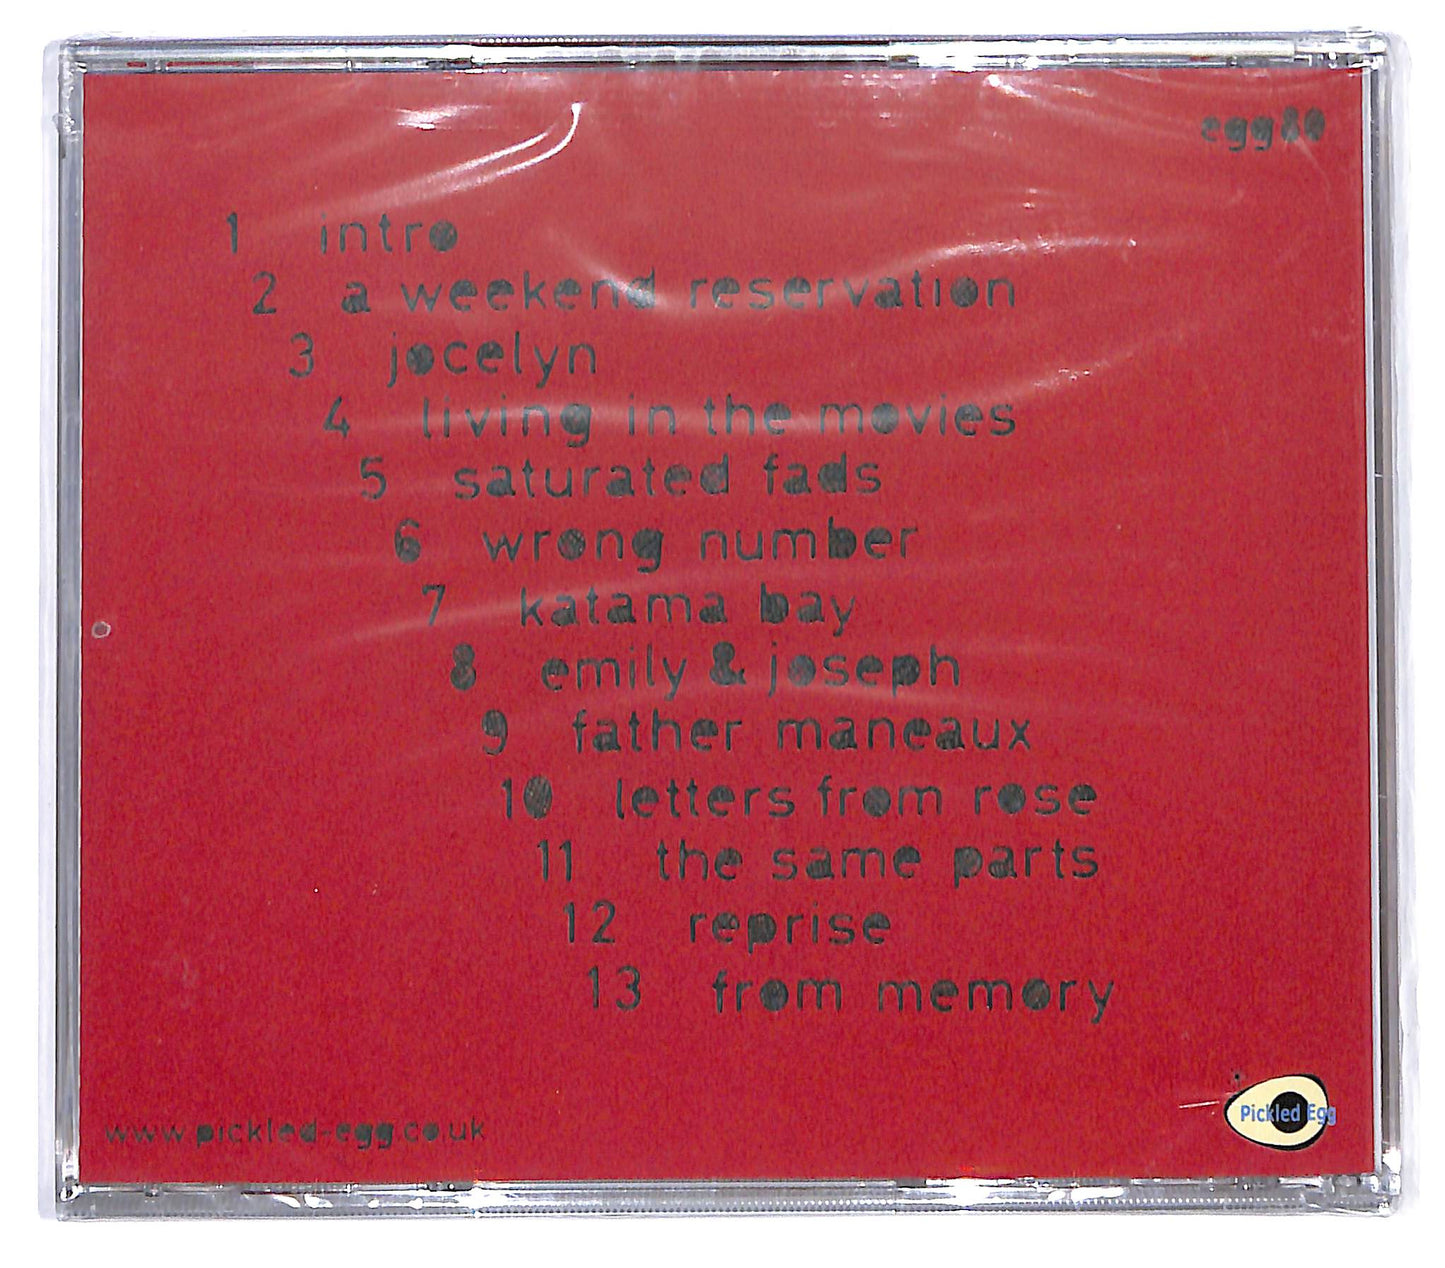 egg80
1 intro
2 a weekend reservation
3 jocelyn
4 living in the movies
5 saturated fads
6 wrong number
7 katama bay
8 emily & joseph
9 father maneaux
10 letters from rose
11 the same parts
12 reprise
13 from memory
www.pickled-egg.co.uk
Pickled Egg